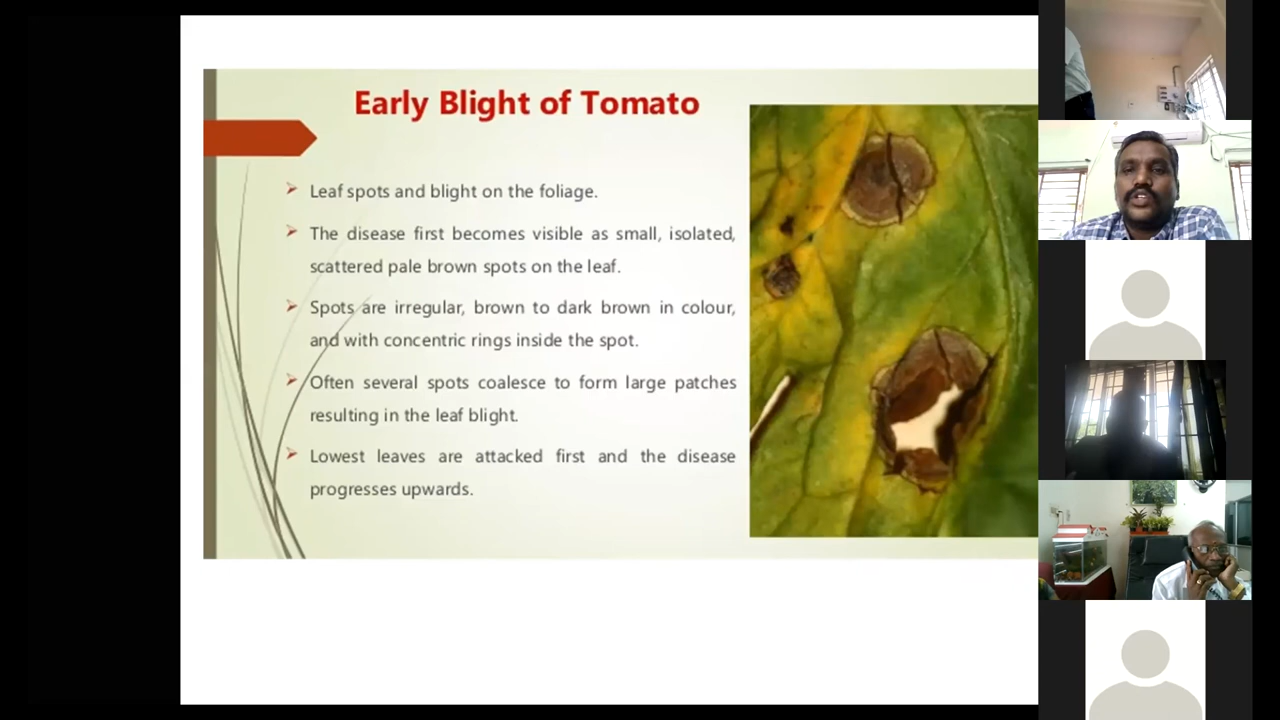 Early Blight of Tomato
Leaf spots and blight on the foliage.
The disease first becomes visible as small, isolated,
scattered pale brown spots on the leaf.
Spots are irregular, brown to dark brown in colour,
and with concentric rings inside the spot.
Often several spots coalesce to form large patches
resulting in the leaf blight.
Lowest leaves are attacked first and the disease
progresses upwards.